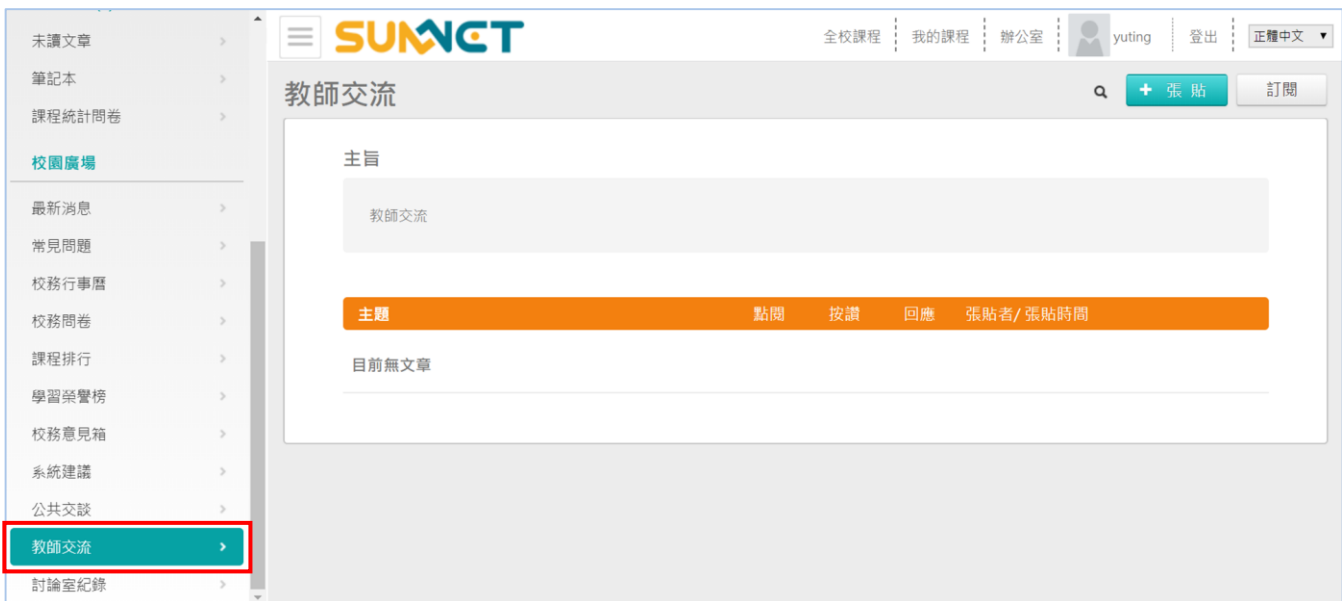 未讀文章
筆記本
課程統計問卷
校園廣場
最新消息
常見問題
校務行事曆
校務問卷
課程排行
學習榮譽榜
校務意見箱
系統建議
公共交談
教師交流
討論室紀錄
SUNNET
全校課程 我的課程 辦公室 yuting 登出 正體中文
教師交流
+ 張 貼 訂閱
主旨
教師交流
主題 點閱 按讚 回應 張貼者/ 張貼時間
目前無文章